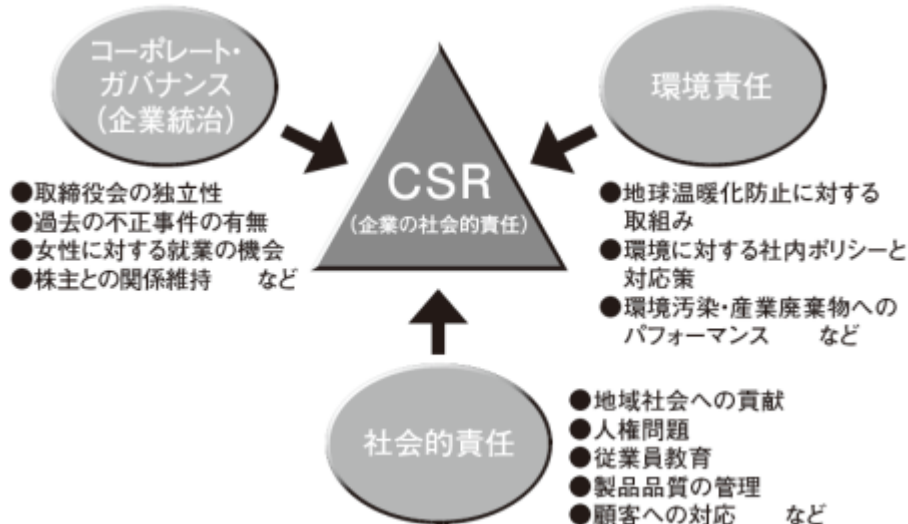 コーポレート・
ガバナンス
(企業統治)
●取締役会の独立性
●過去の不正事件の有無
●女性に対する就業の機会
●株主との関係維持 など
CSR
(企業の社会的責任)
環境責任
●地球温暖化防止に対する
取組み
●環境に対する社内ポリシーと
対応策
●環境汚染・産業廃棄物への
パフォーマンス など
社会的責任
●地域社会への貢献
●人権問題
●従業員教育
●製品品質の管理
●顧客への対応 など